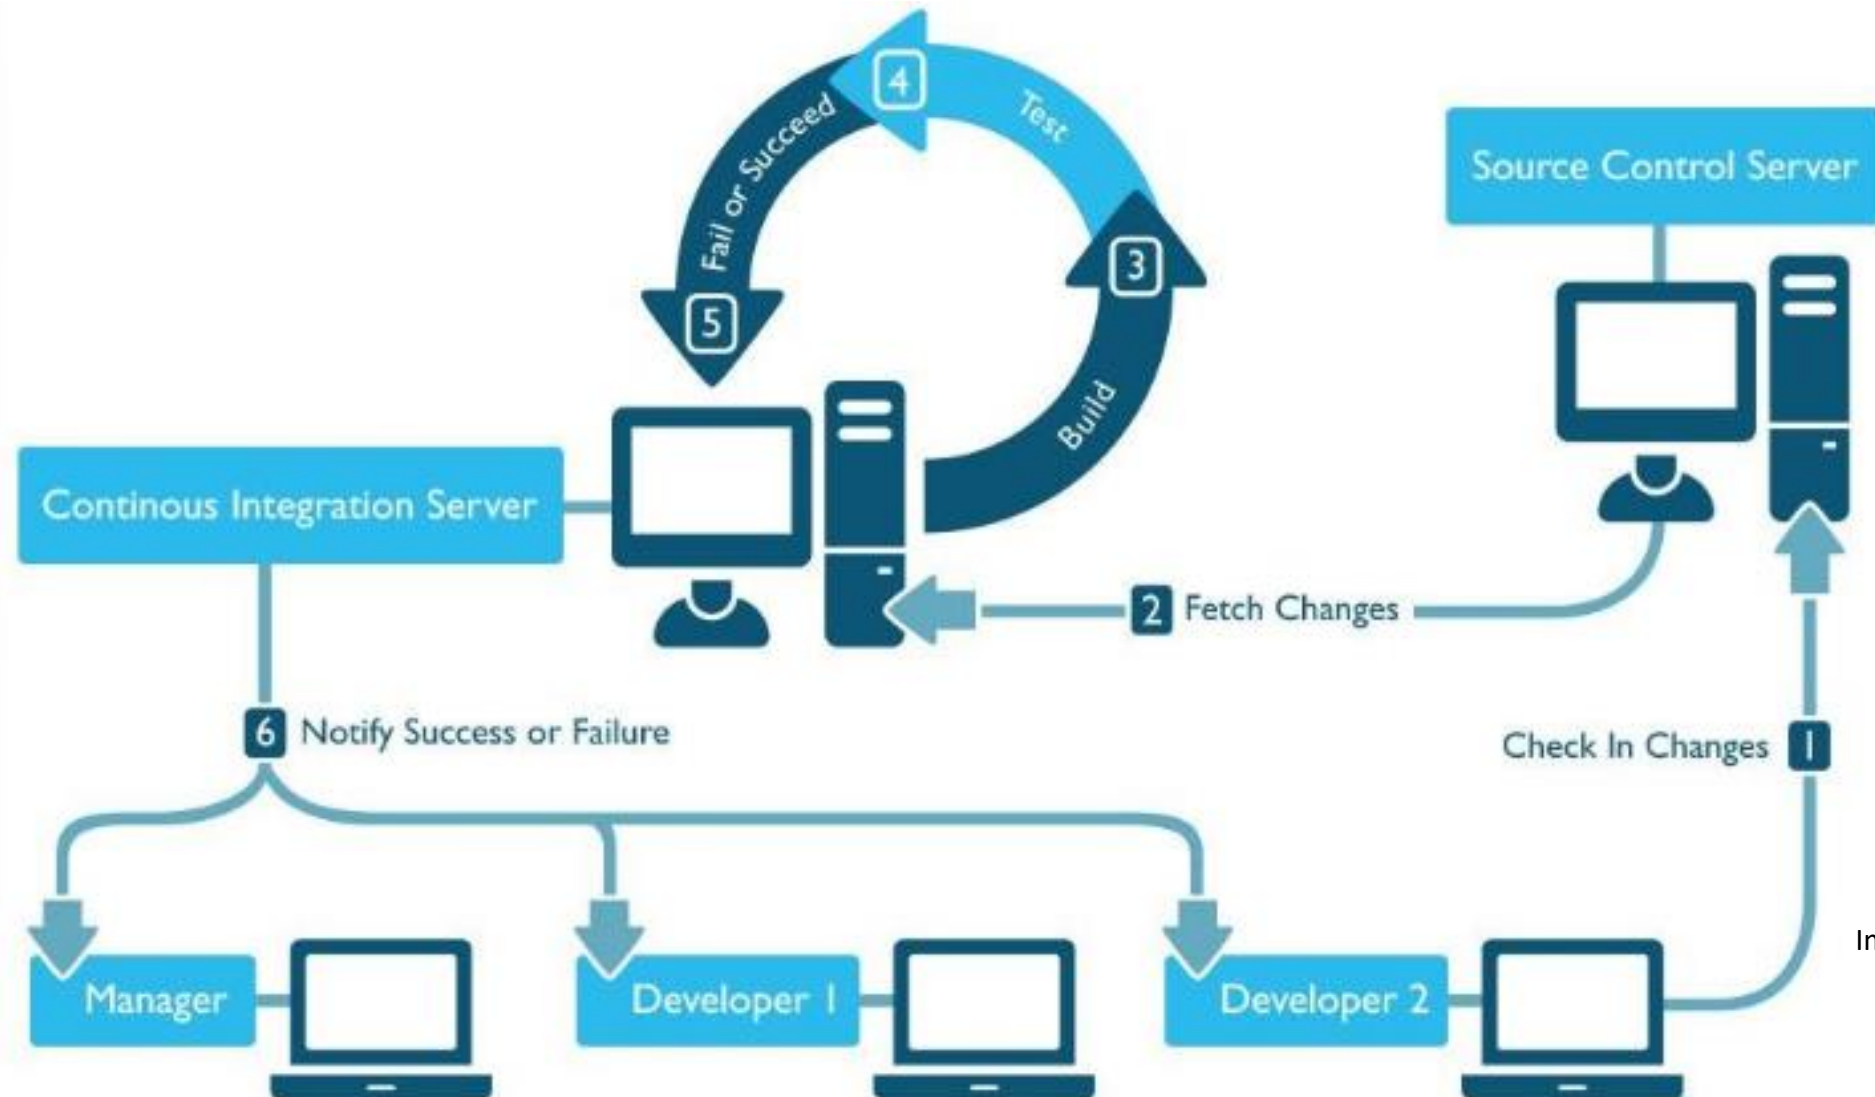 4
Test
Fail or Succeed
Source Control Server
3
5
Build
Continous Integration Server
2 Fetch Changes
6 Notify Success or Failure
Check In Changes 1
Manager
Developer 1
Developer 2